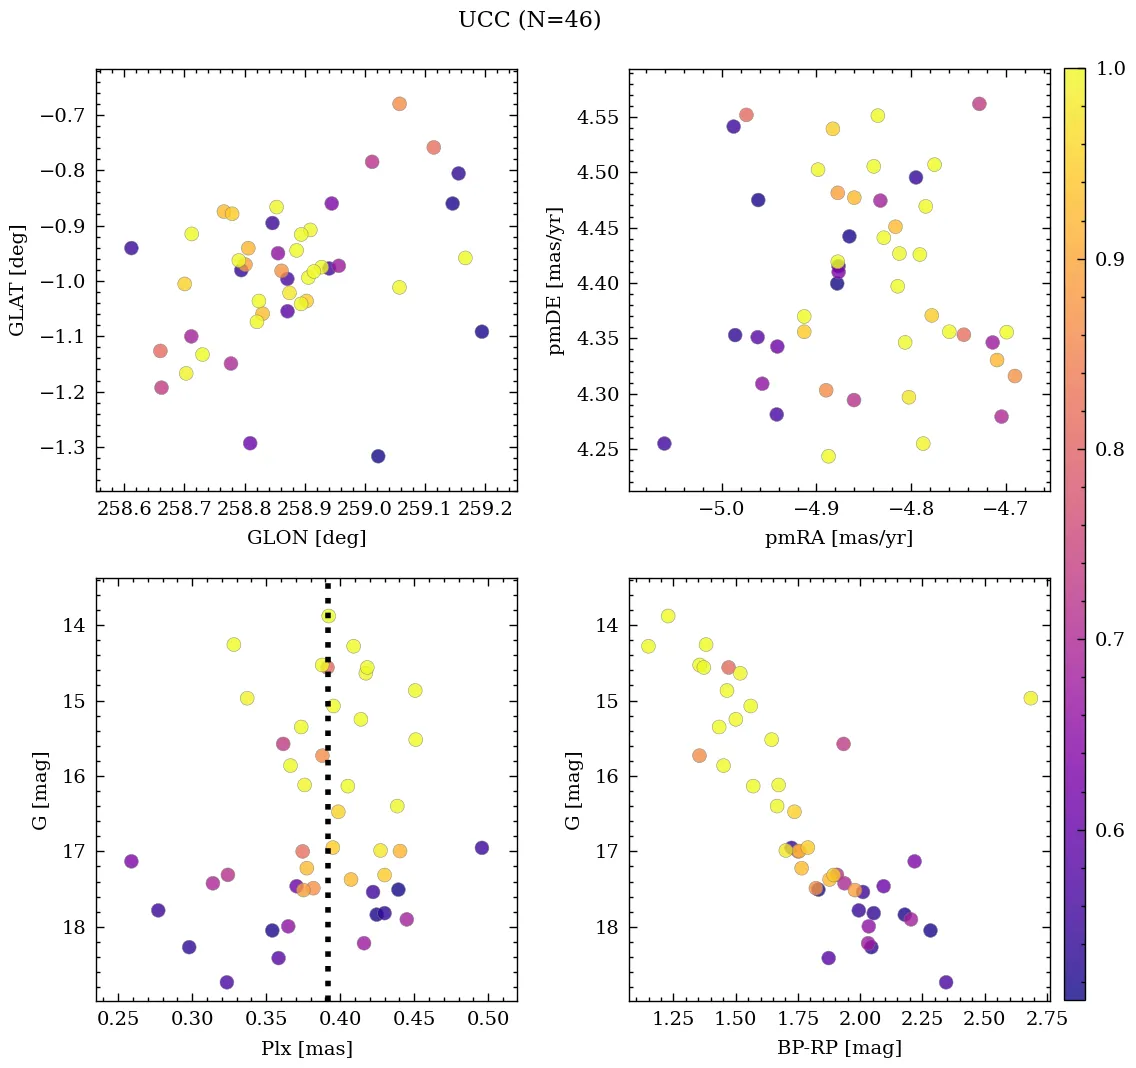 UCC (N=46)
−0.7
−0.8
−0.9
−1.0
−1.1
−1.2
−1.3
GLAT [deg]
258.6 258.7 258.8 258.9 259.0 259.1 259.2
GLON [deg]
4.55
4.50
4.45
4.40
4.35
4.30
4.25
pmDE [mas/yr]
−5.0 −4.9 −4.8 −4.7
pmRA [mas/yr]
14
15
16
17
18
G [mag]
0.25 0.30 0.35 0.40 0.45 0.50
Plx [mas]
14
15
16
17
18
G [mag]
1.25 1.50 1.75 2.00 2.25 2.50 2.75
BP-RP [mag]
1.0
0.9
0.8
0.7
0.6